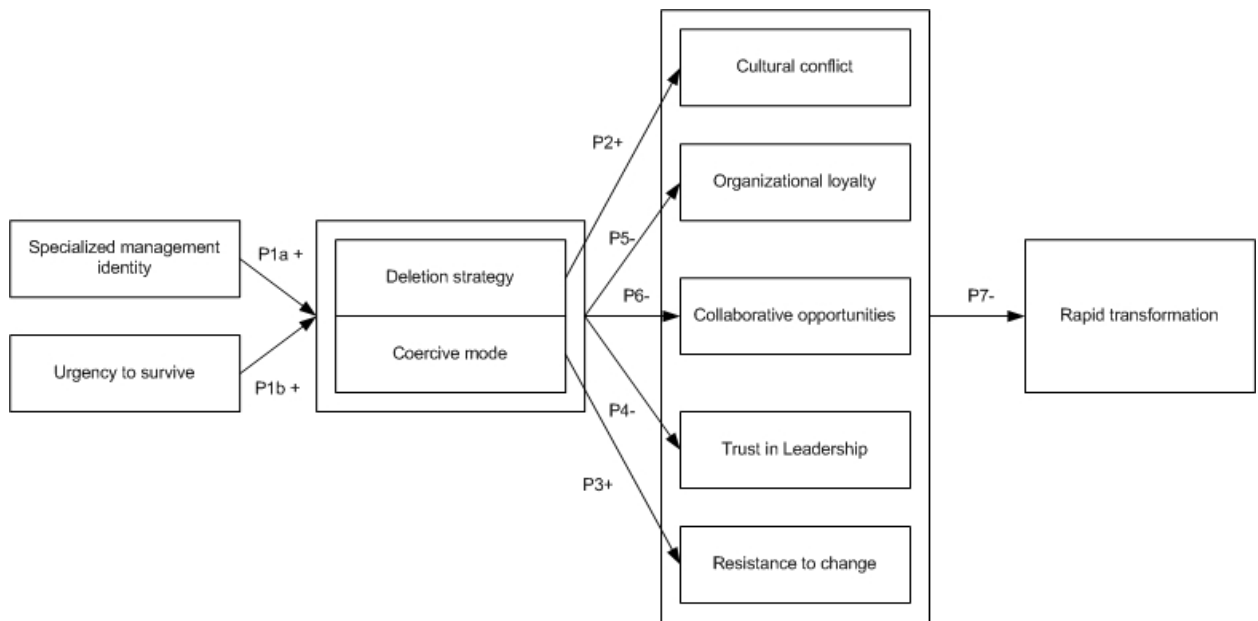 Specialized management
identity
Urgency to survive
P1a +
P1b +
Deletion strategy
Coercive mode
P2+
P5-
P6-
P4-
P3+
Cultural conflict
Organizational loyalty
Collaborative opportunities
Trust in Leadership
Resistance to change
P7-
Rapid transformation